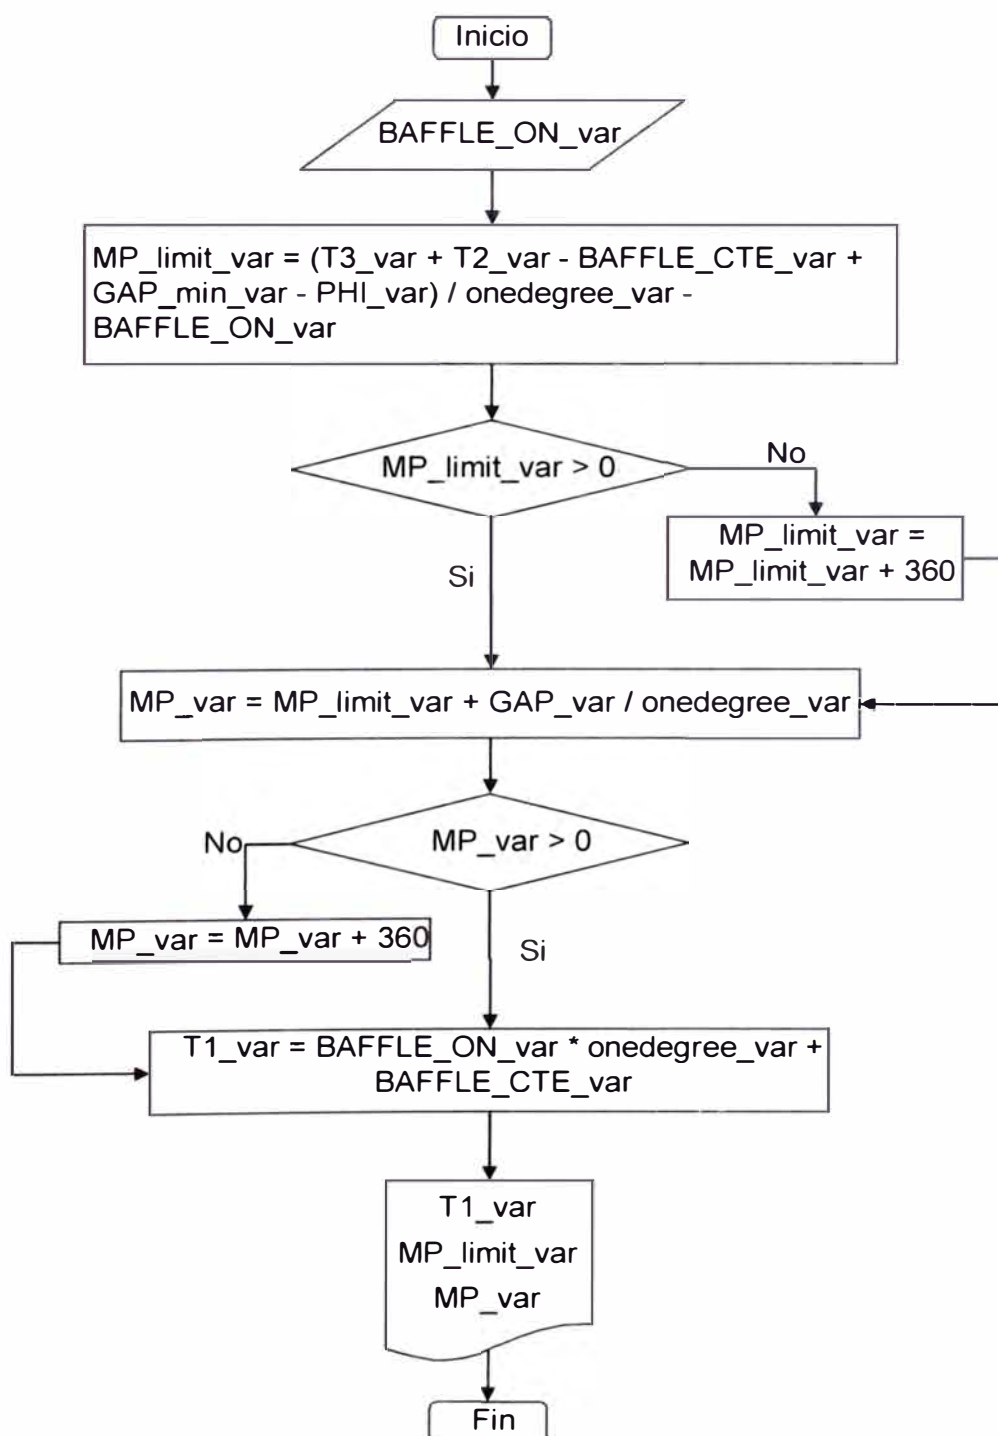 Inicio
BAFFLE_ON_var
MP_limit_var = (T3_var + T2_var - BAFFLE_CTE_var +
GAP_min_var - PHI_var) / onedegree_var -
BAFFLE_ON_var
MP_limit_var > 0
No
MP_limit_var =
MP_limit_var + 360
Si
MP_var = MP_limit_var + GAP_var / onedegree_var
MP_var > 0
No
MP_var = MP_var + 360
Si
T1_var = BAFFLE_ON_var * onedegree_var +
BAFFLE_CTE_var
T1_var
MP_limit_var
MP_var
Fin